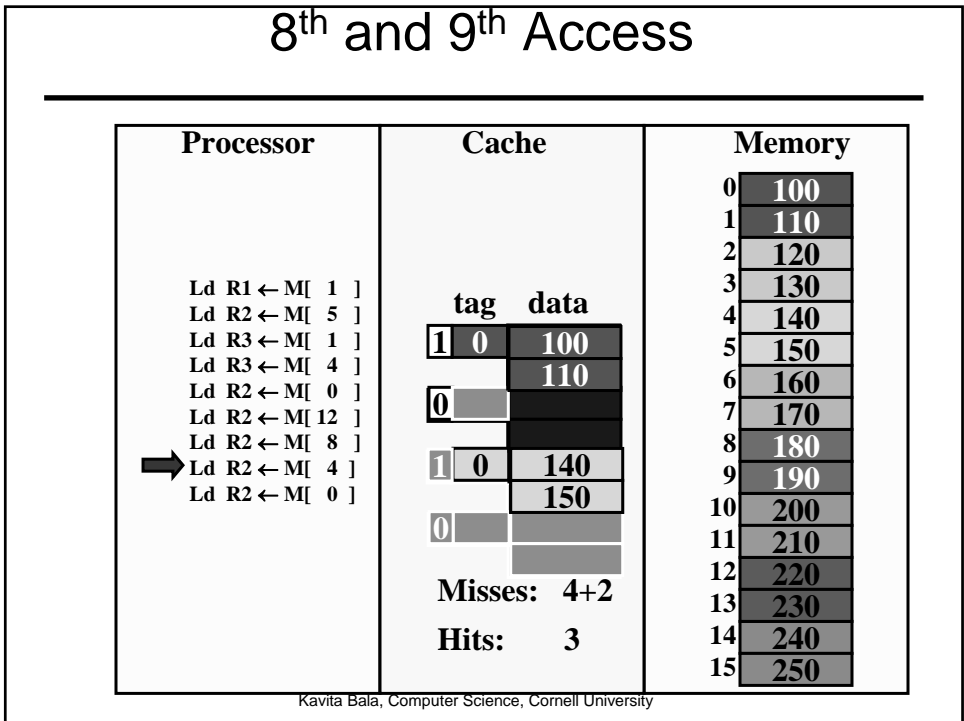 8th and 9th Access
Processor
Ld R1 ← M[ 1 ]
Ld R2 ← M[ 5 ]
Ld R3 ← M[ 1 ]
Ld R3 ← M[ 4 ]
Ld R2 ← M[ 0 ]
Ld R2 ← M[ 12 ]
Ld R2 ← M[ 8 ]
Ld R2 ← M[ 4 ]
Ld R2 ← M[ 0 ]
Cache
tag data
1 0 100
110
0
1 0 140
150
0
Misses: 4+2
Hits: 3
Memory
0 100
1 110
2 120
3 130
4 140
5 150
6 160
7 170
8 180
9 190
10 200
11 210
12 220
13 230
14 240
15 250
Kavita Bala, Computer Science, Cornell University